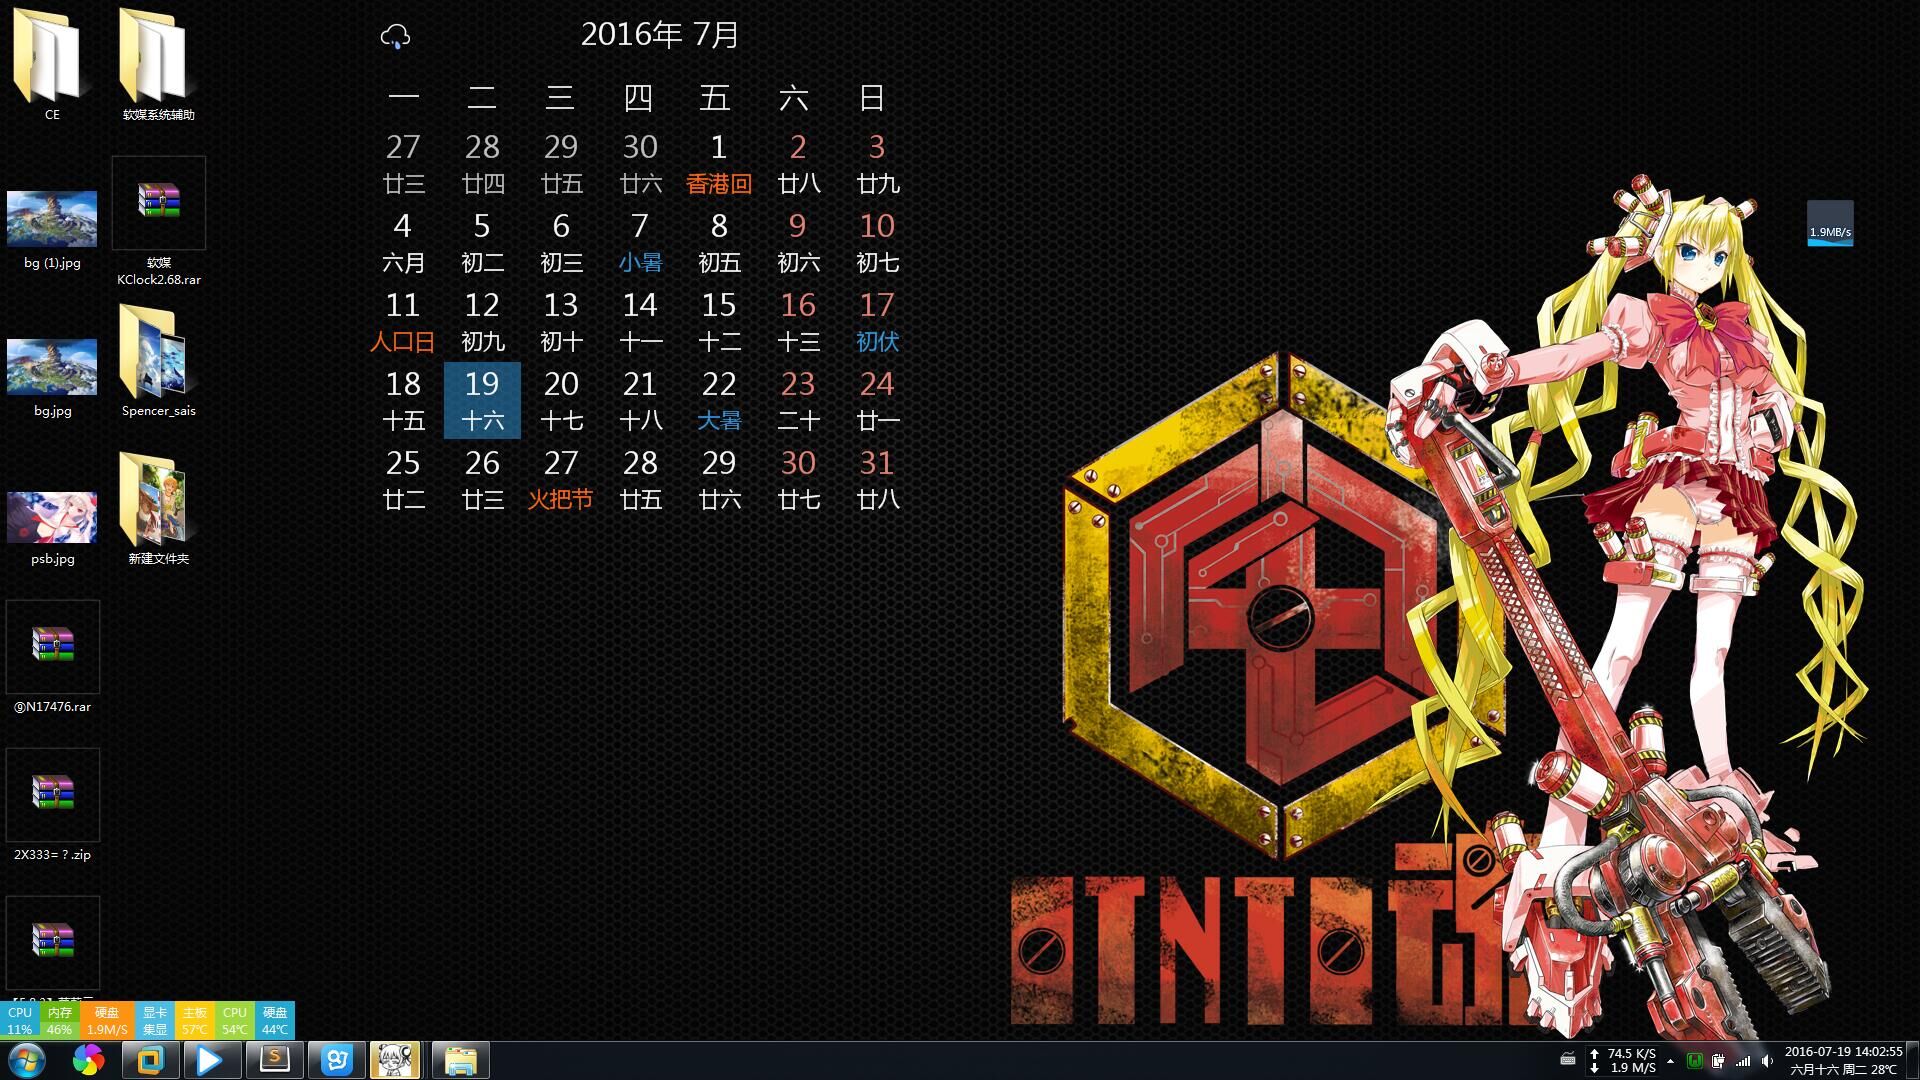 CE
软媒系统辅助
bg (1).jpg
软媒
KClock2.68.rar
bg.jpg
Spencer_sais
psb.jpg
新建文件夹
@N17476.rar
2X333=？.zip
2016年 7月
一 二 三 四 五 六 日
27 28 29 30 1 2 3
廿三 廿四 廿五 廿六 香港回 廿八 廿九
4 5 6 7 8 9 10
六月 初二 初三 小暑 初五 初六 初七
11 12 13 14 15 16 17
人口日 初九 初十 十一 十二 十三 初伏
18 19 20 21 22 23 24
十五 十六 十七 十八 大暑 二十 廿一
25 26 27 28 29 30 31
廿二 廿三 火把节 廿五 廿六 廿七 廿八
1.9MB/s
CPU 内存 硬盘 显卡 主板 CPU 硬盘
11% 46% 1.9M/S 集显 57℃ 54℃ 44℃
74.5 K/S
1.9 M/S
2016-07-19 14:02:55
六月十六 周二 28℃